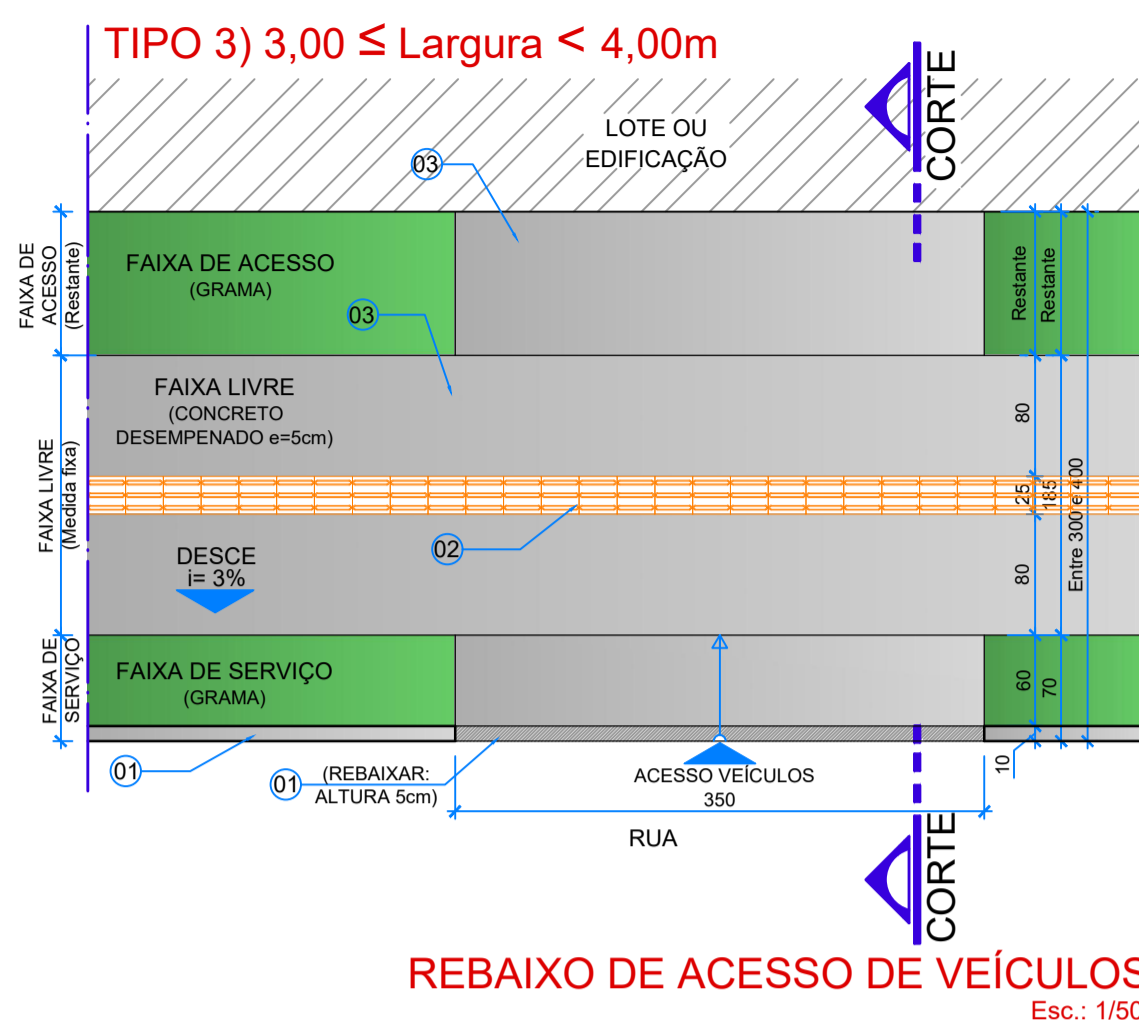 TIPO 3) 3,00 ≤ Largura < 4,00m
CORTE
LOTE OU
EDIFICAÇÃO
03
FAIXA DE
ACESSO
(Restante)
FAIXA DE ACESSO
(GRAMA)
Restante
Restante
03
FAIXA LIVRE
(CONCRETO
DESEMPENADO e=5cm)
FAIXA LIVRE
(Medida fixa)
80
25
185
Entre 300 e 400
80
02
DESCE
i= 3%
FAIXA DE
SERVIÇO
FAIXA DE SERVIÇO
(GRAMA)
60
70
10
01
01
(REBAIXAR:
ALTURA 5cm)
ACESSO VEÍCULOS
350
RUA
CORTE
REBAIXO DE ACESSO DE VEÍCULOS
Esc.: 1/50